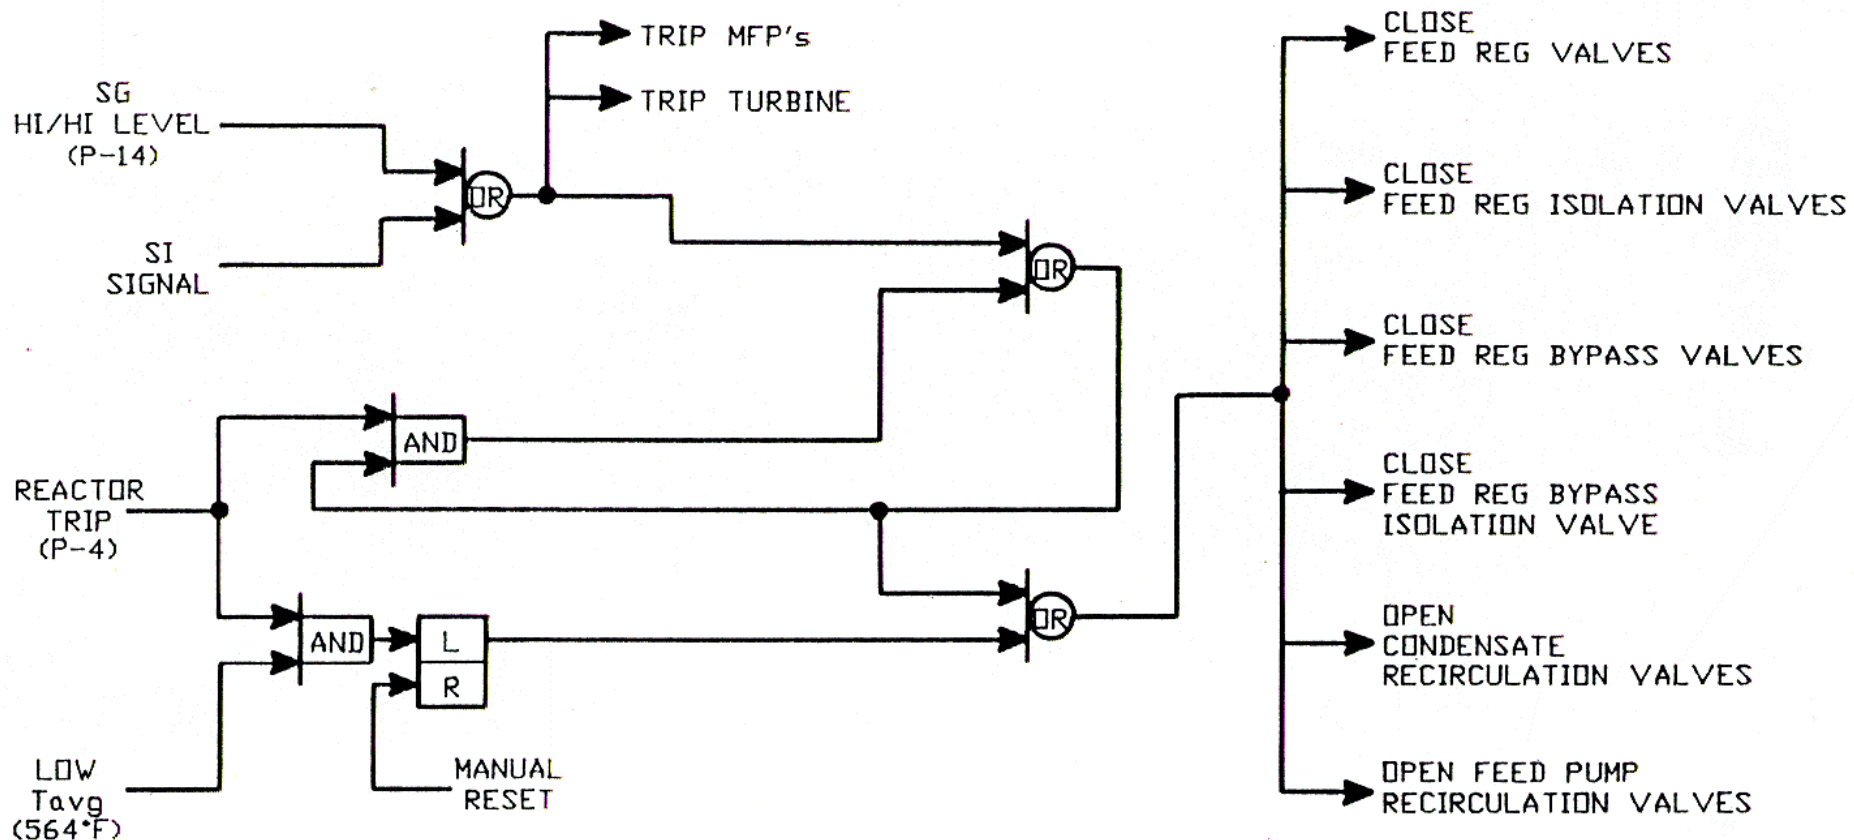 TRIP MFP's
TRIP TURBINE
SG
HI/HI LEVEL
(P-14)
OR
SI
SIGNAL
OR
AND
REACTOR
TRIP
(P-4)
AND
L
R
OR
LOW
Tavg
(564°F)
MANUAL
RESET
CLOSE
FEED REG VALVES
CLOSE
FEED REG ISOLATION VALVES
CLOSE
FEED REG BYPASS VALVES
CLOSE
FEED REG BYPASS
ISOLATION VALVE
OPEN
CONDENSATE
RECIRCULATION VALVES
OPEN FEED PUMP
RECIRCULATION VALVES